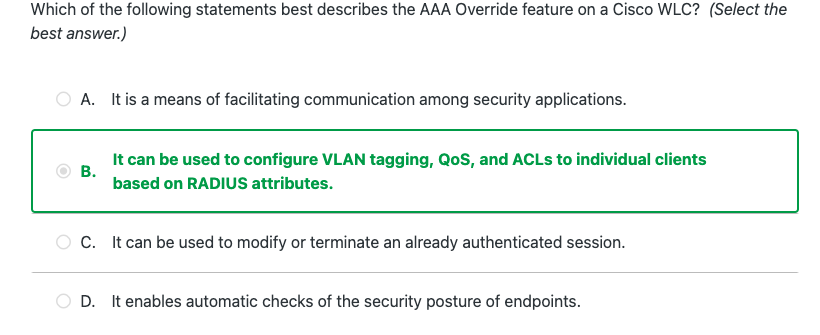 Which of the following statements best describes the AAA Override feature on a Cisco WLC? (Select the
best answer.)
A. It is a means of facilitating communication among security applications.
B. It can be used to configure VLAN tagging, QoS, and ACLs to individual clients
based on RADIUS attributes.
C. It can be used to modify or terminate an already authenticated session.
D. It enables automatic checks of the security posture of endpoints.